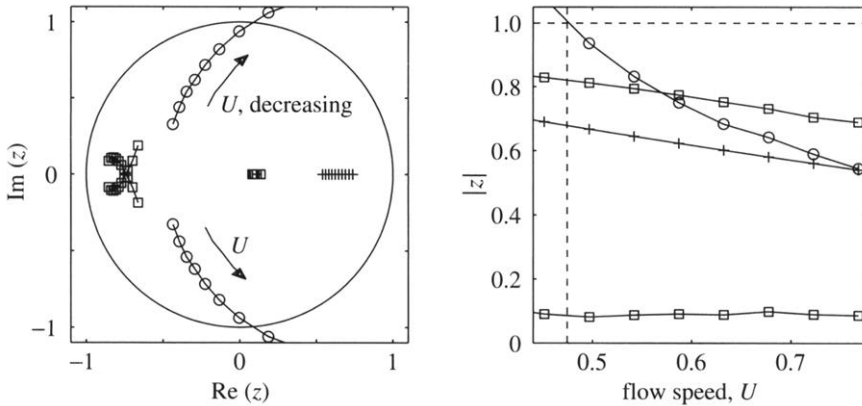 1
Im (z)
0
−1
U, decreasing
U
−1
0
1
Re (z)
1.0
0.8
0.6
|z|
0.4
0.2
0
0.5
0.6
0.7
flow speed, U